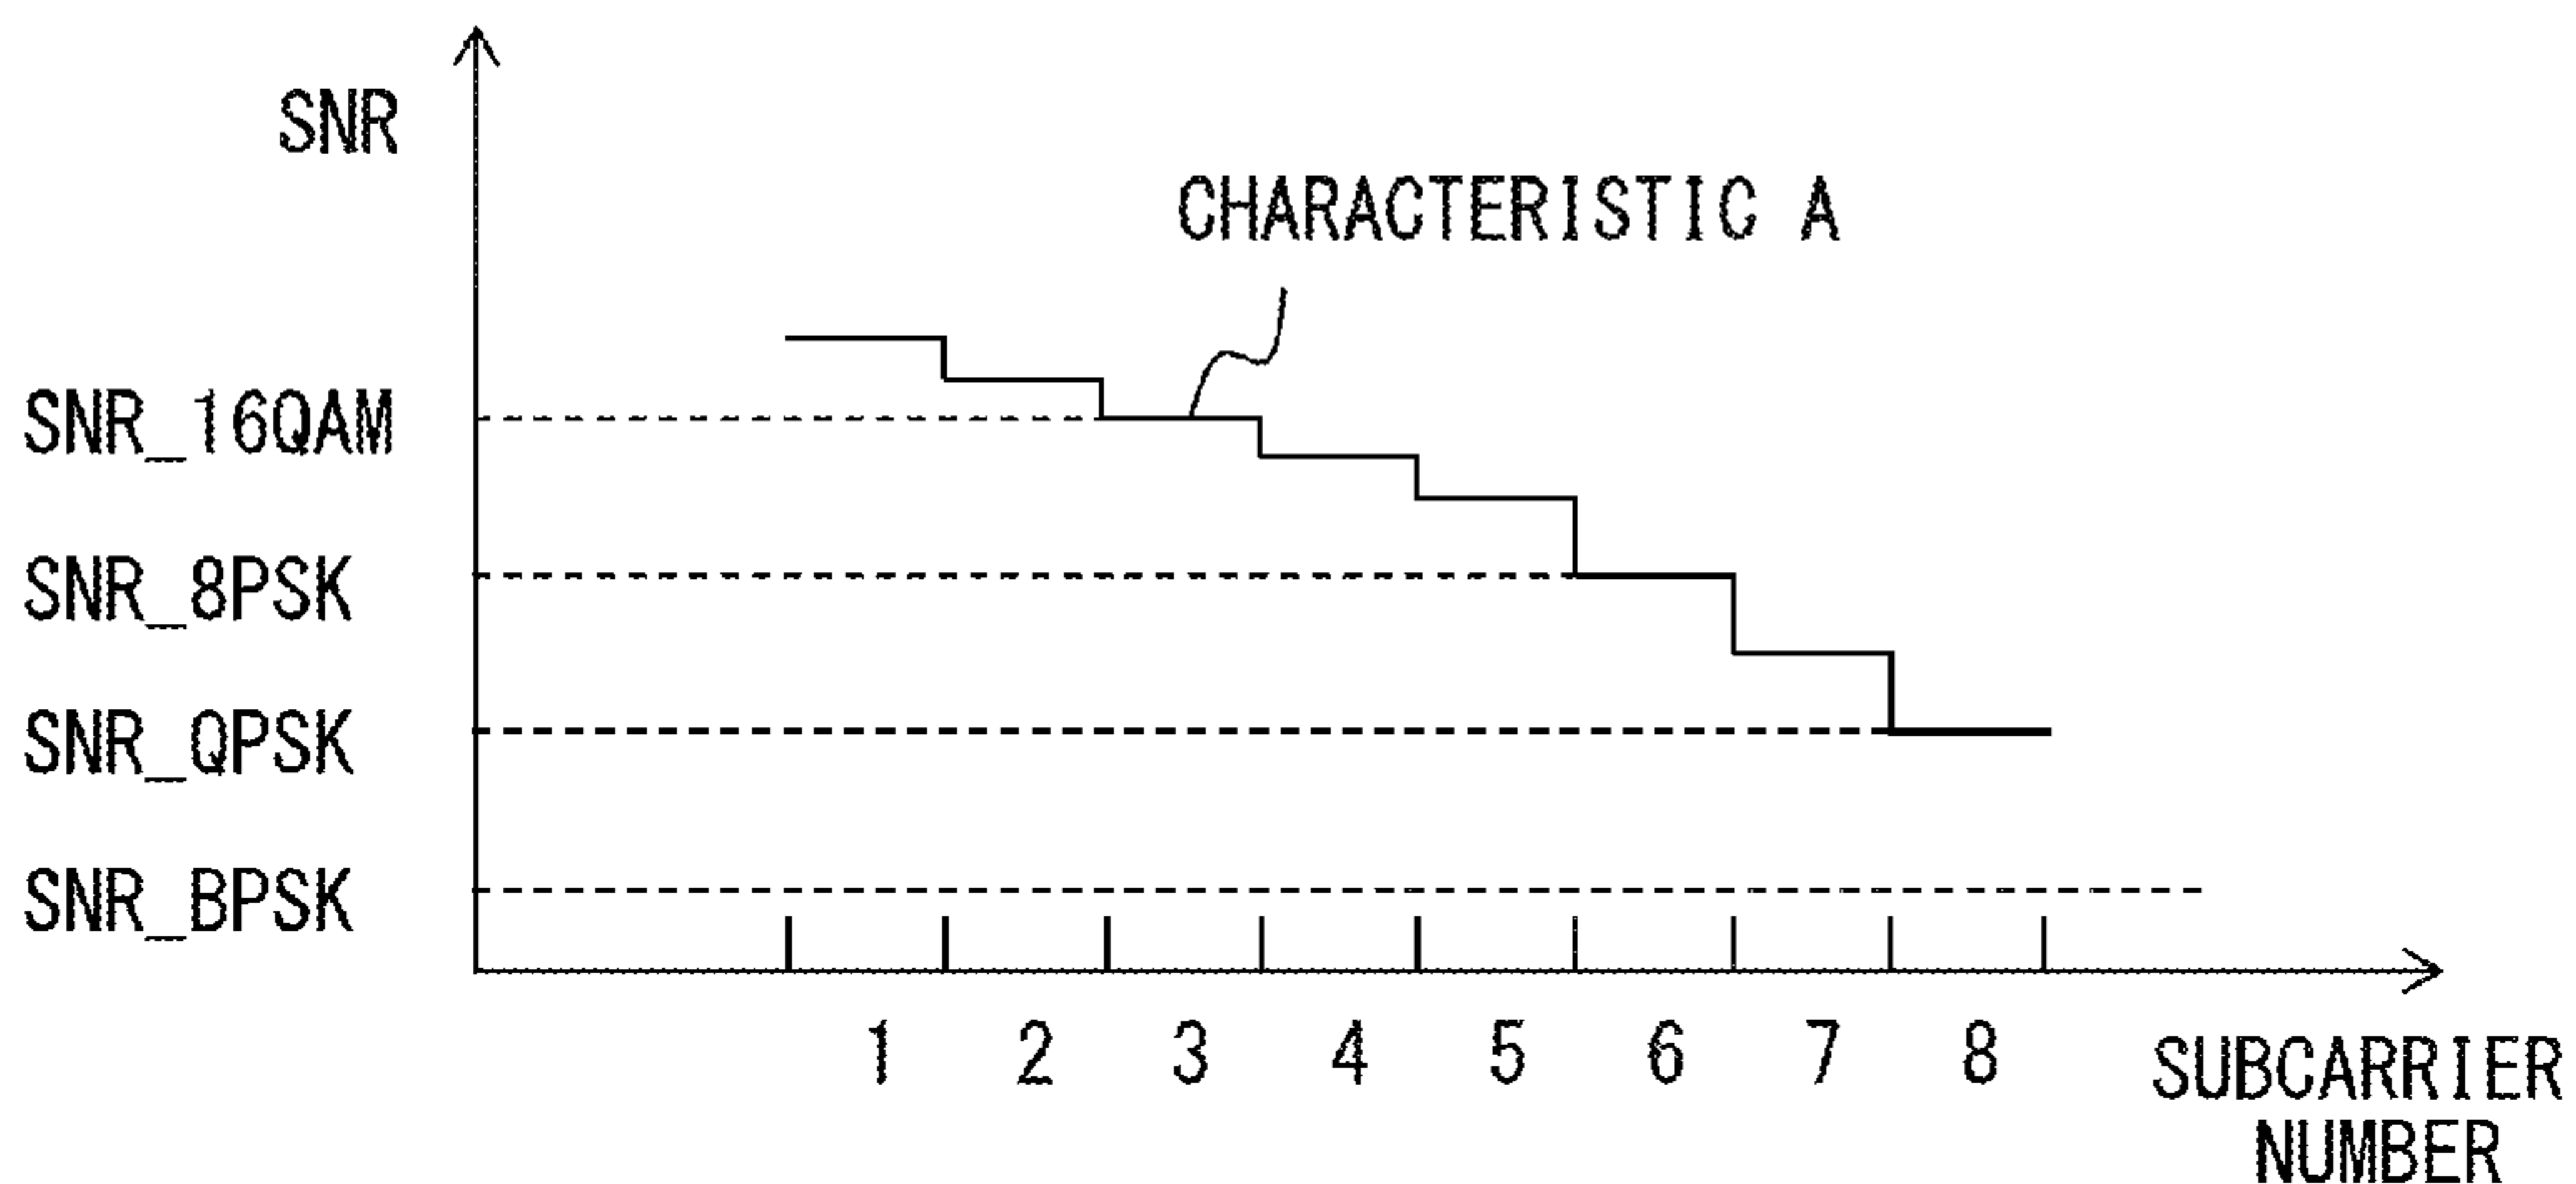 SNR
CHARACTERISTIC A
SNR_16QAM
SNR_8PSK
SNR_QPSK
SNR_BPSK
1 2 3 4 5 6 7 8
SUBCARRIER
NUMBER